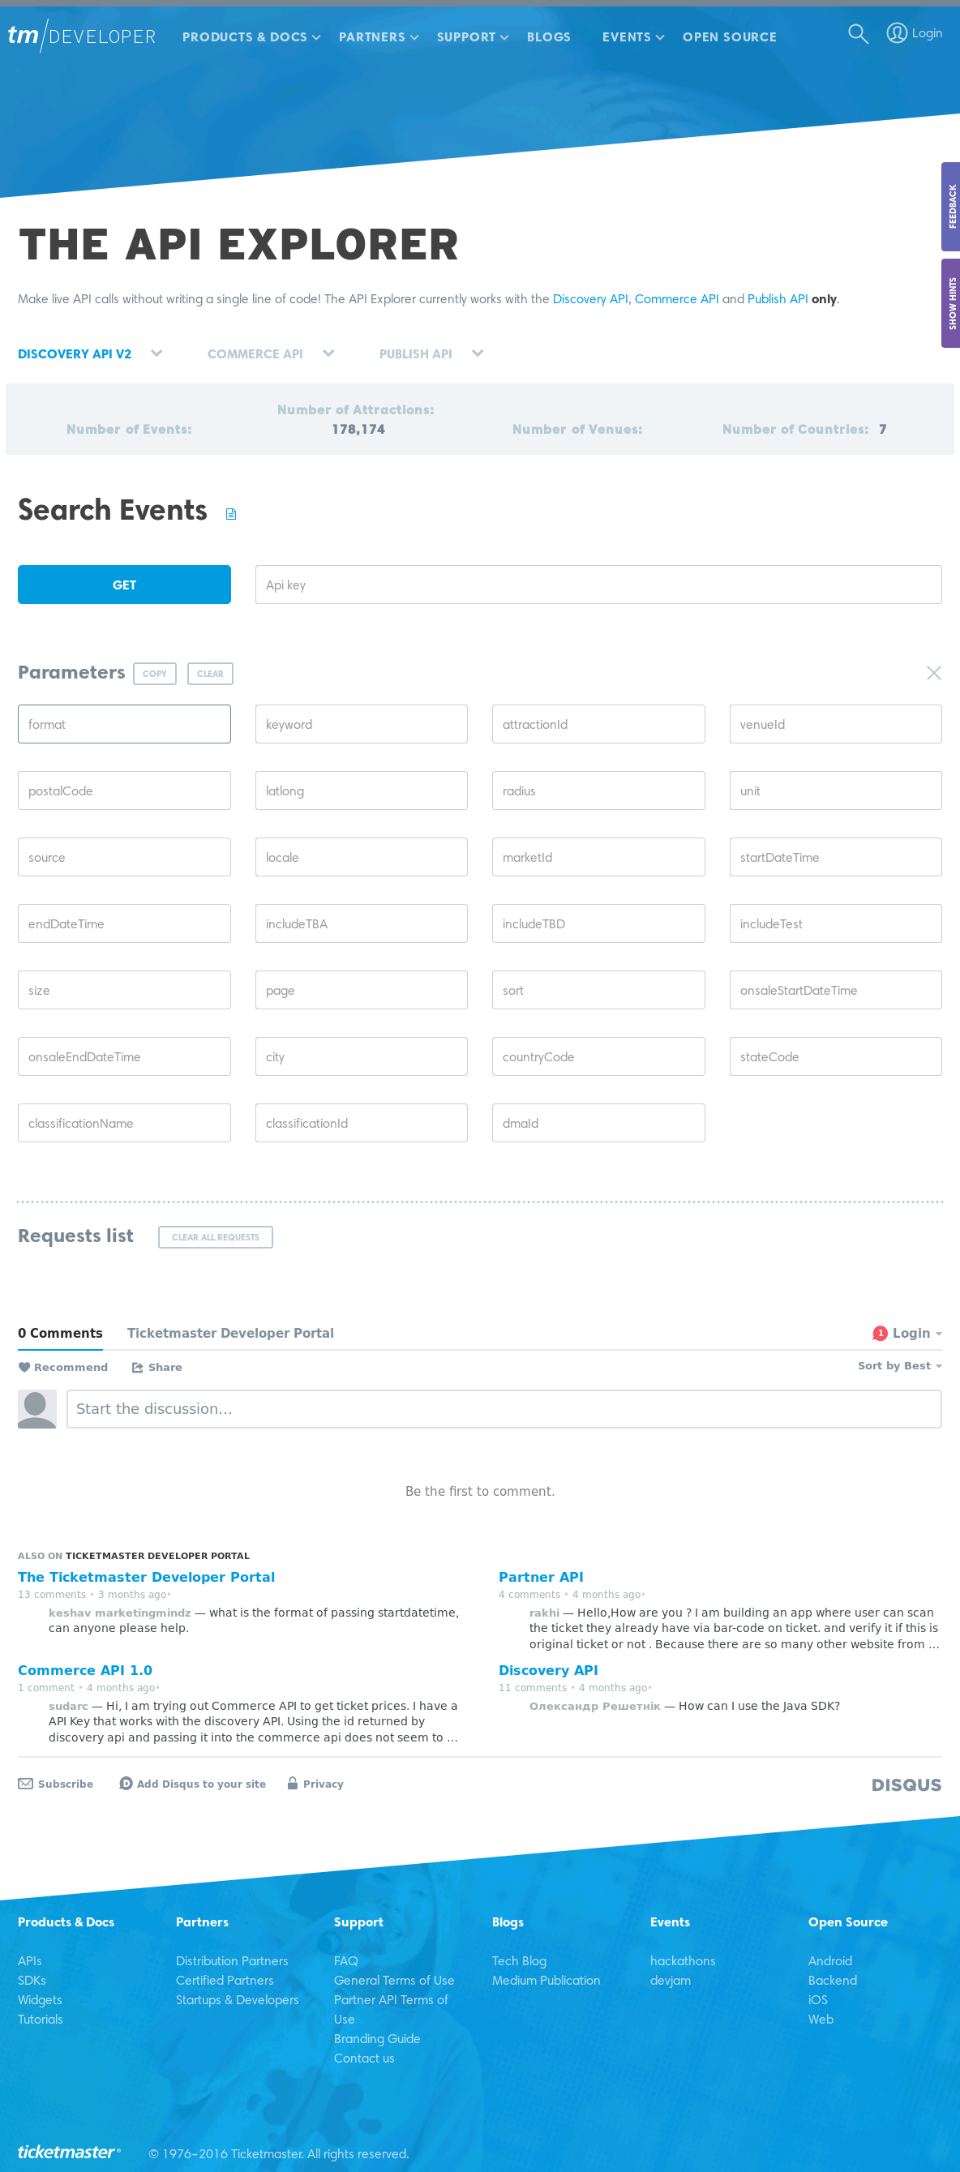 tm/DEVELOPER PRODUCTS & DOCS PARTNERS SUPPORT BLOGS EVENTS OPEN SOURCE Login
FEEDBACK
SHOW HINTS
THE API EXPLORER
Make live API calls without writing a single line of code! The API Explorer currently works with the Discovery API, Commerce API and Publish API only.
DISCOVERY API V2 COMMERCE API PUBLISH API
Number of Events: Number of Attractions: 178,174 Number of Venues: Number of Countries: 7
Search Events
GET Api key
Parameters COPY CLEAR
format keyword attractionId venueId
postalCode latlong radius unit
source locale marketId startDateTime
endDateTime includeTBA includeTBD includeTest
size page sort onsaleStartDateTime
onsaleEndDateTime city countryCode stateCode
classificationName classificationId dmaId
Requests list CLEAR ALL REQUESTS
0 Comments Ticketmaster Developer Portal 1 Login
Recommend Share Sort by Best
Start the discussion...
Be the first to comment.
ALSO ON TICKETMASTER DEVELOPER PORTAL
The Ticketmaster Developer Portal
13 comments • 3 months ago•
keshav marketingmindz — what is the format of passing startdatetime,
can anyone please help.
Partner API
4 comments • 4 months ago•
rakhi — Hello,How are you ? I am building an app where user can scan
the ticket they already have via bar-code on ticket. and verify it if this is
original ticket or not . Because there are so many other website from ...
Commerce API 1.0
1 comment • 4 months ago•
sudarc — Hi, I am trying out Commerce API to get ticket prices. I have a
API Key that works with the discovery API. Using the id returned by
discovery api and passing it into the commerce api does not seem to ...
Discovery API
11 comments • 4 months ago•
Олександр Решетнік — How can I use the Java SDK?
Subscribe Add Disqus to your site Privacy DISQUS
Products & Docs
APIs
SDKs
Widgets
Tutorials
Partners
Distribution Partners
Certified Partners
Startups & Developers
Support
FAQ
General Terms of Use
Partner API Terms of
Use
Branding Guide
Contact us
Blogs
Tech Blog
Medium Publication
Events
hackathons
devjam
Open Source
Android
Backend
iOS
Web
ticketmaster® © 1976–2016 Ticketmaster. All rights reserved.